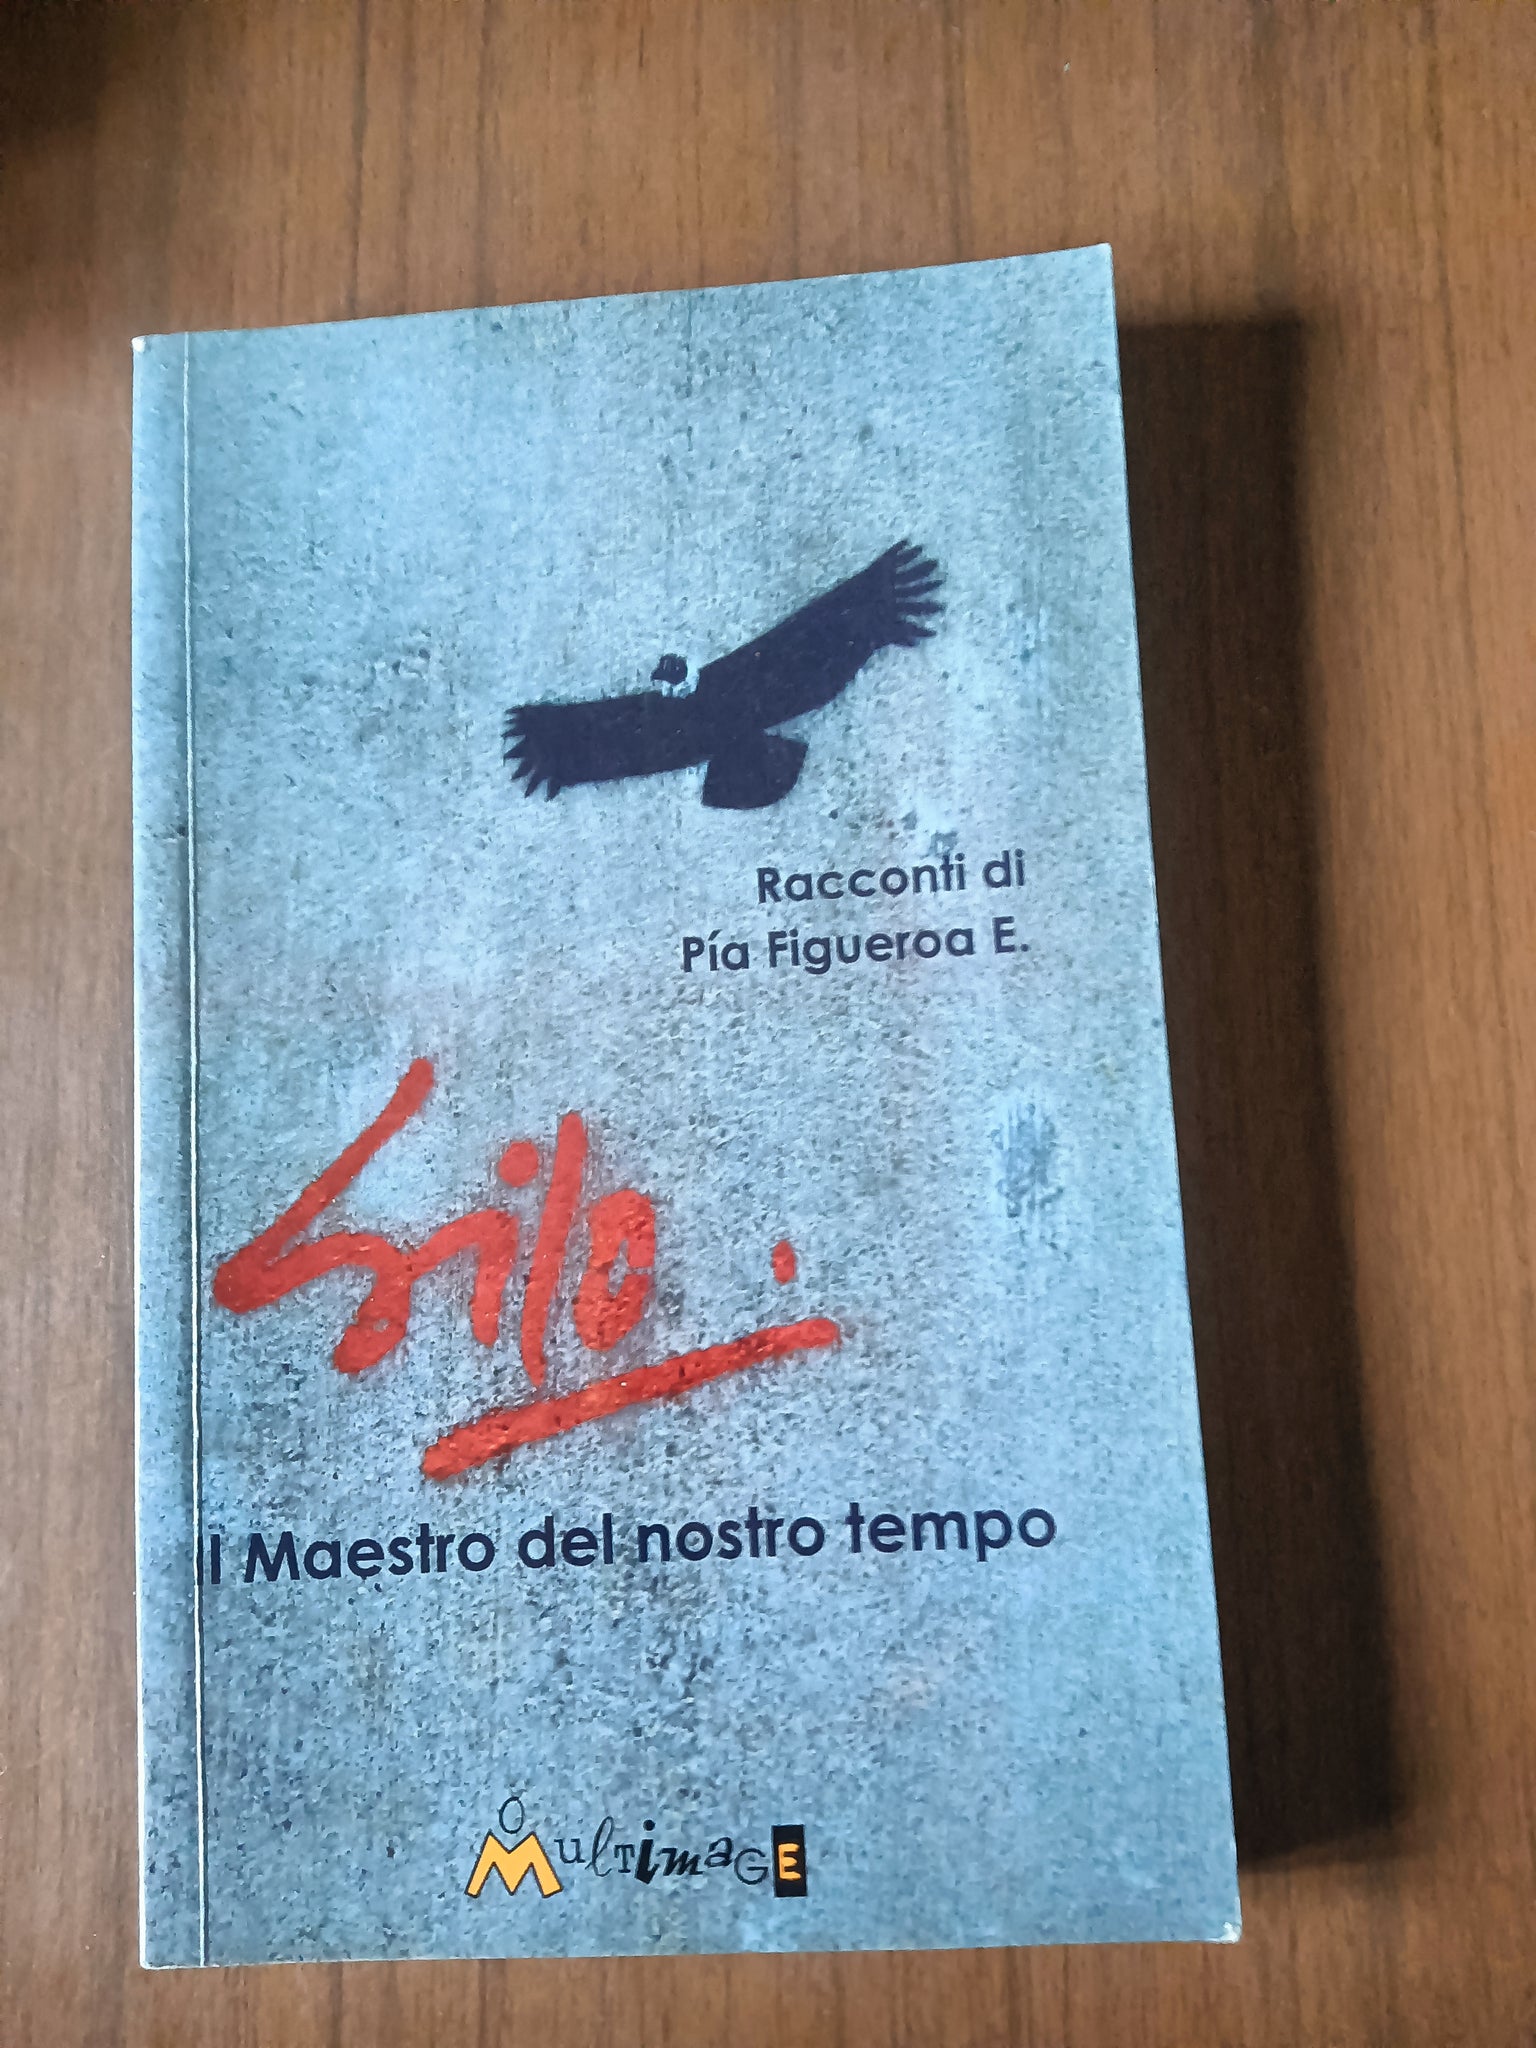 Racconti di
Pía Figueroa E.
Silo.
Il Maestro del nostro tempo
MULTIMAGE